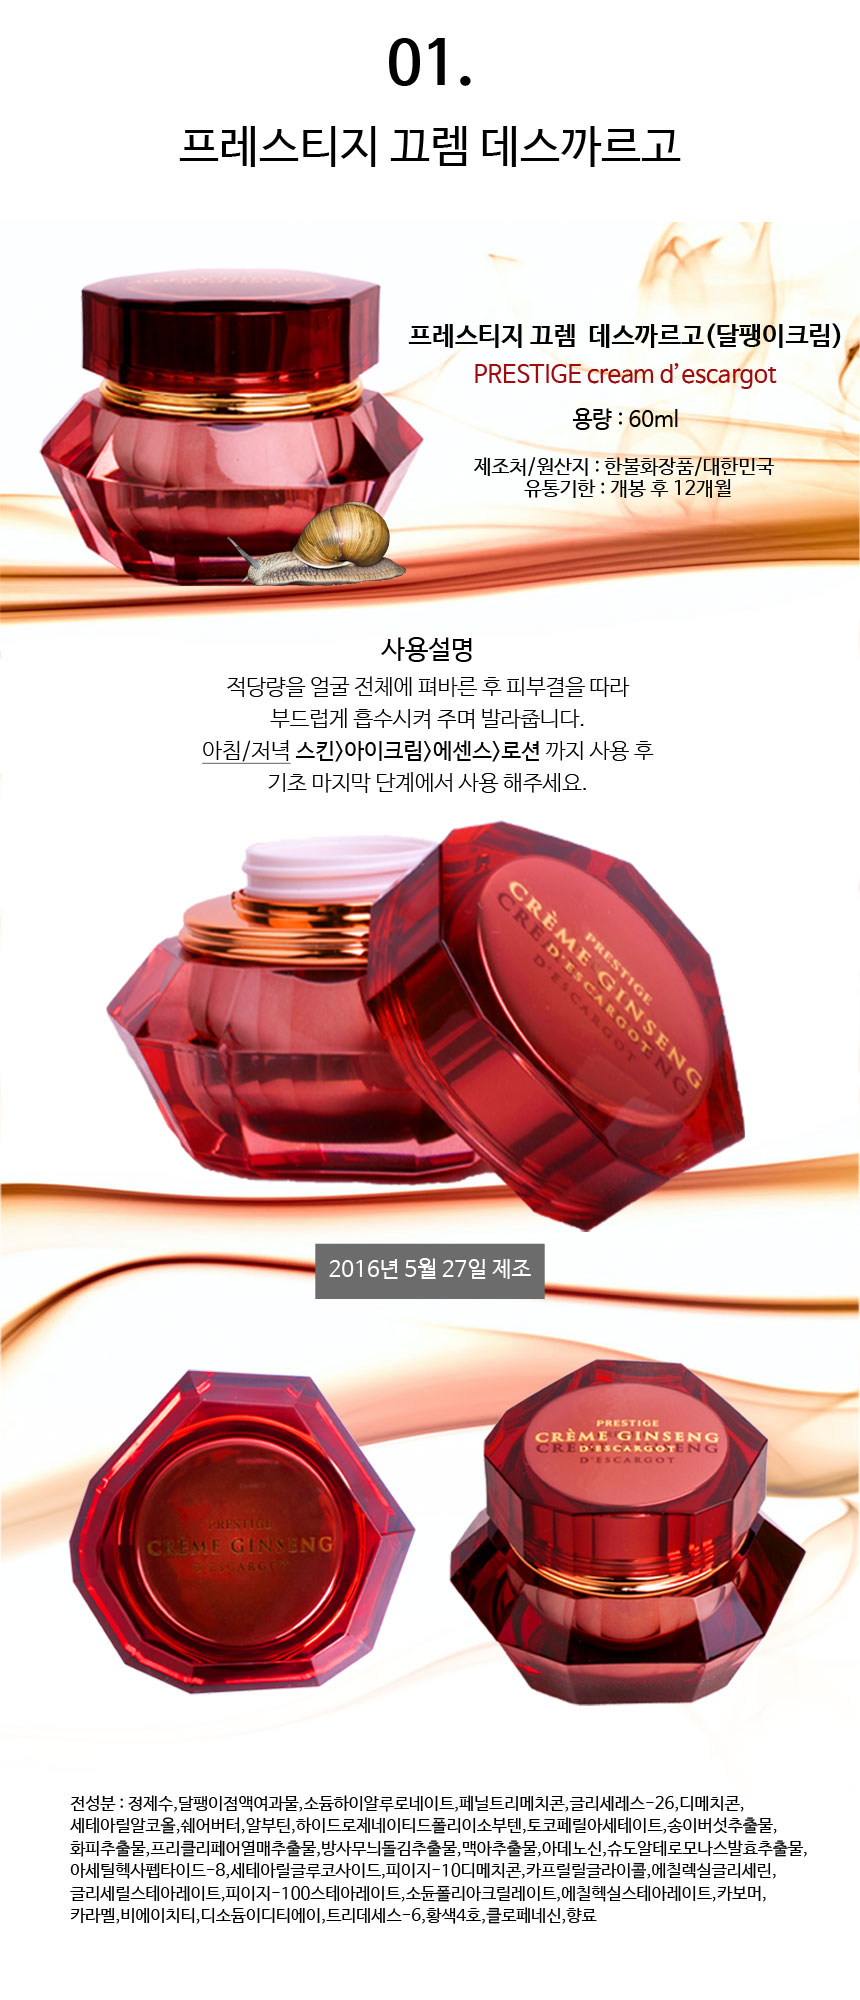 01.
프레스티지 끄렘 데스까르고
프레스티지 끄렘 데스까르고(달팽이크림)
PRESTIGE cream d’escargot
용량 : 60ml
제조처/원산지 : 한불화장품/대한민국
유통기한 : 개봉 후 12개월
사용설명
적당량을 얼굴 전체에 펴바른 후 피부결을 따라
부드럽게 흡수시켜 주며 발라줍니다.
아침/저녁 스킨>아이크림>에센스>로션 까지 사용 후
기초 마지막 단계에서 사용 해주세요.
PRESTIGE
CRÈME GINSENG
D'ESCARGOT
2016년 5월 27일 제조
PRESTIGE
CRÈME GINSENG
D'ESCARGOT
PRESTIGE
CRÈME GINSENG
D'ESCARGOT
전성분 : 정제수,달팽이점액여과물,소듐하이알루로네이트,페닐트리메치콘,글리세레스-26,디메치콘,
세테아릴알코올,쉐어버터,알부틴,하이드로제네이티드폴리이소부텐,토코페릴아세테이트,송이버섯추출물,
화피추출물,프리클리페어열매추출물,방사무늬돌김추출물,맥아추출물,아데노신,슈도알테로모나스발효추출물,
아세틸헥사펩타이드-8,세테아릴글루코사이드,피이지-10디메치콘,카프릴릴글라이콜,에칠렉실글리세린,
글리세릴스테아레이트,피이지-100스테아레이트,소듄폴리아크릴레이트,에칠헥실스테아레이트,카보머,
카라멜,비에이치티,디소듐이디티에이,트리데세스-6,황색4호,클로페네신,향료